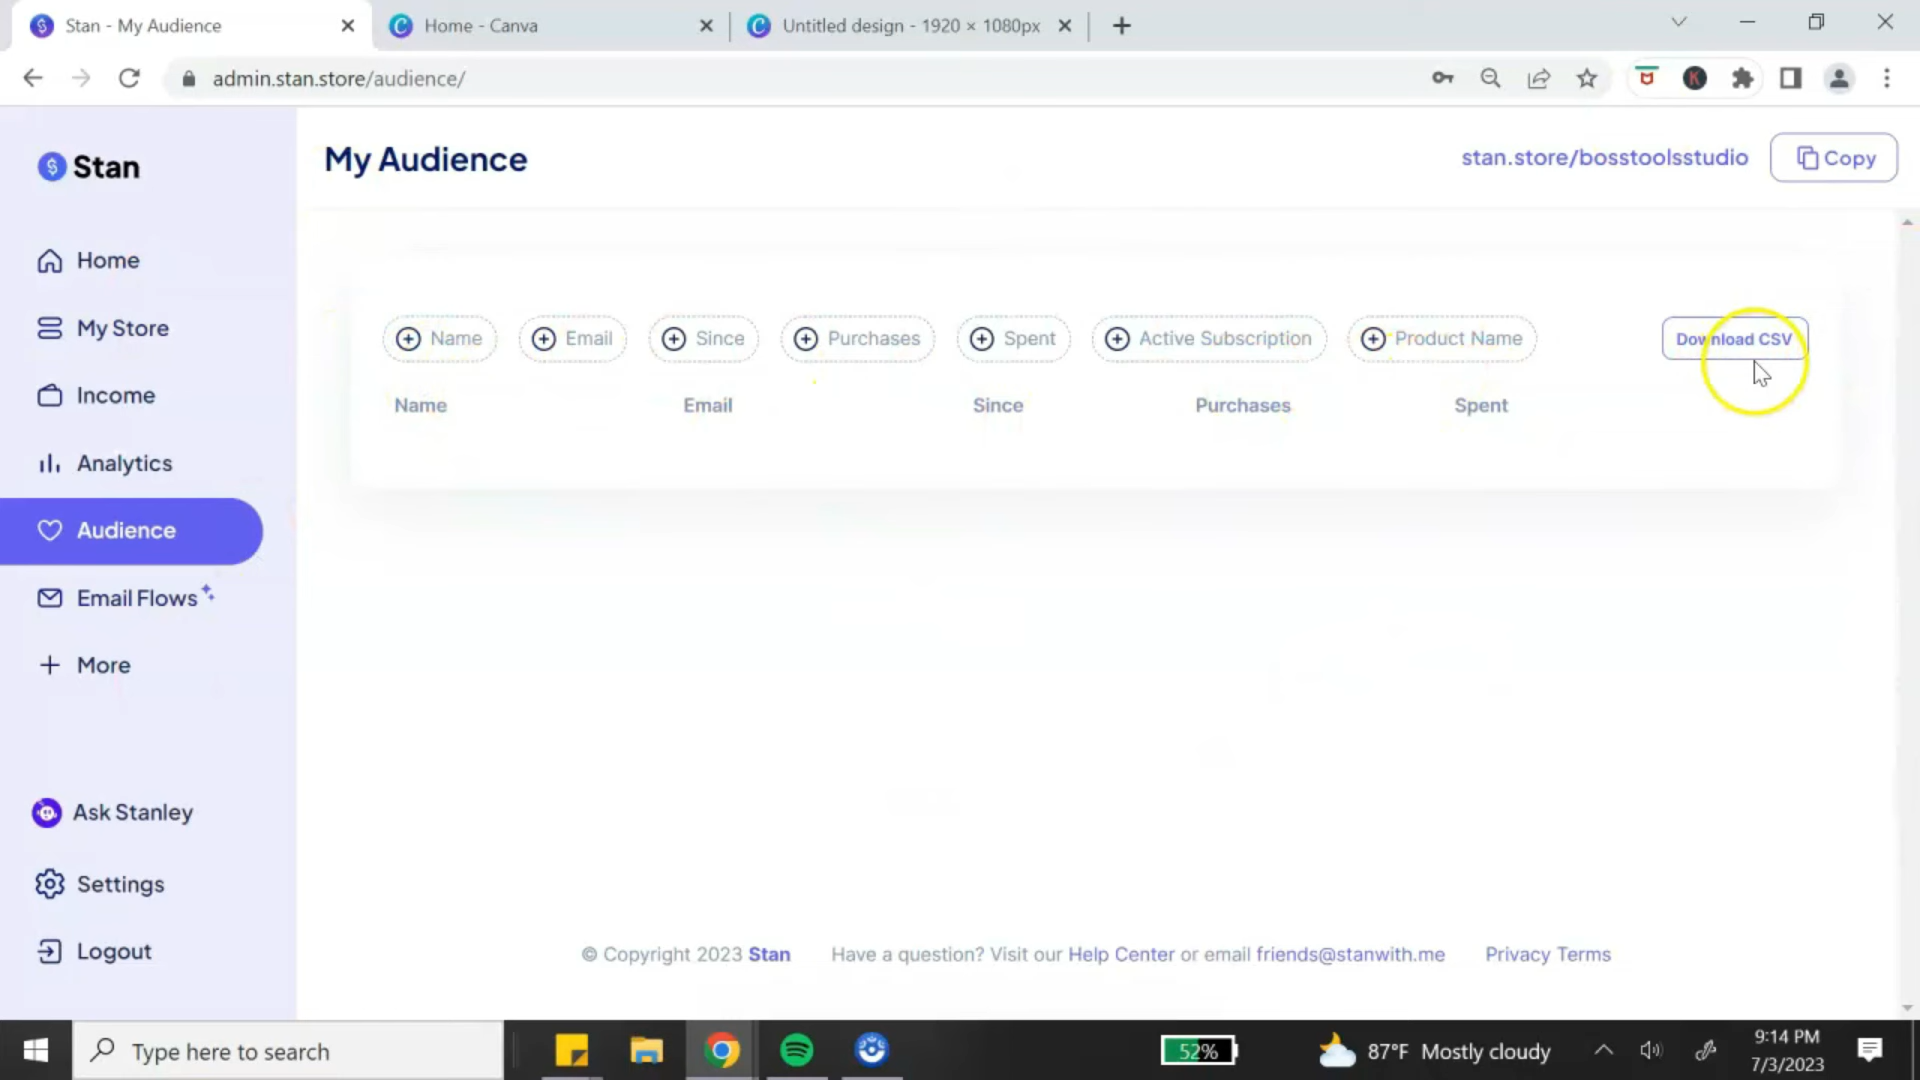 Stan - My Audience
Home - Canva
Untitled design - 1920 × 1080px
admin.stan.store/audience/
K
Stan
My Audience
stan.store/bosstoolsstudio
Copy
Home
My Store
Income
Analytics
Audience
Email Flows
More
Ask Stanley
Settings
Logout
Name
Email
Since
Purchases
Spent
Active Subscription
Product Name
Download CSV
Name Email Since Purchases Spent
© Copyright 2023 Stan Have a question? Visit our Help Center or email friends@stanwith.me Privacy Terms
Type here to search
52%
87°F Mostly cloudy
9:14 PM
7/3/2023